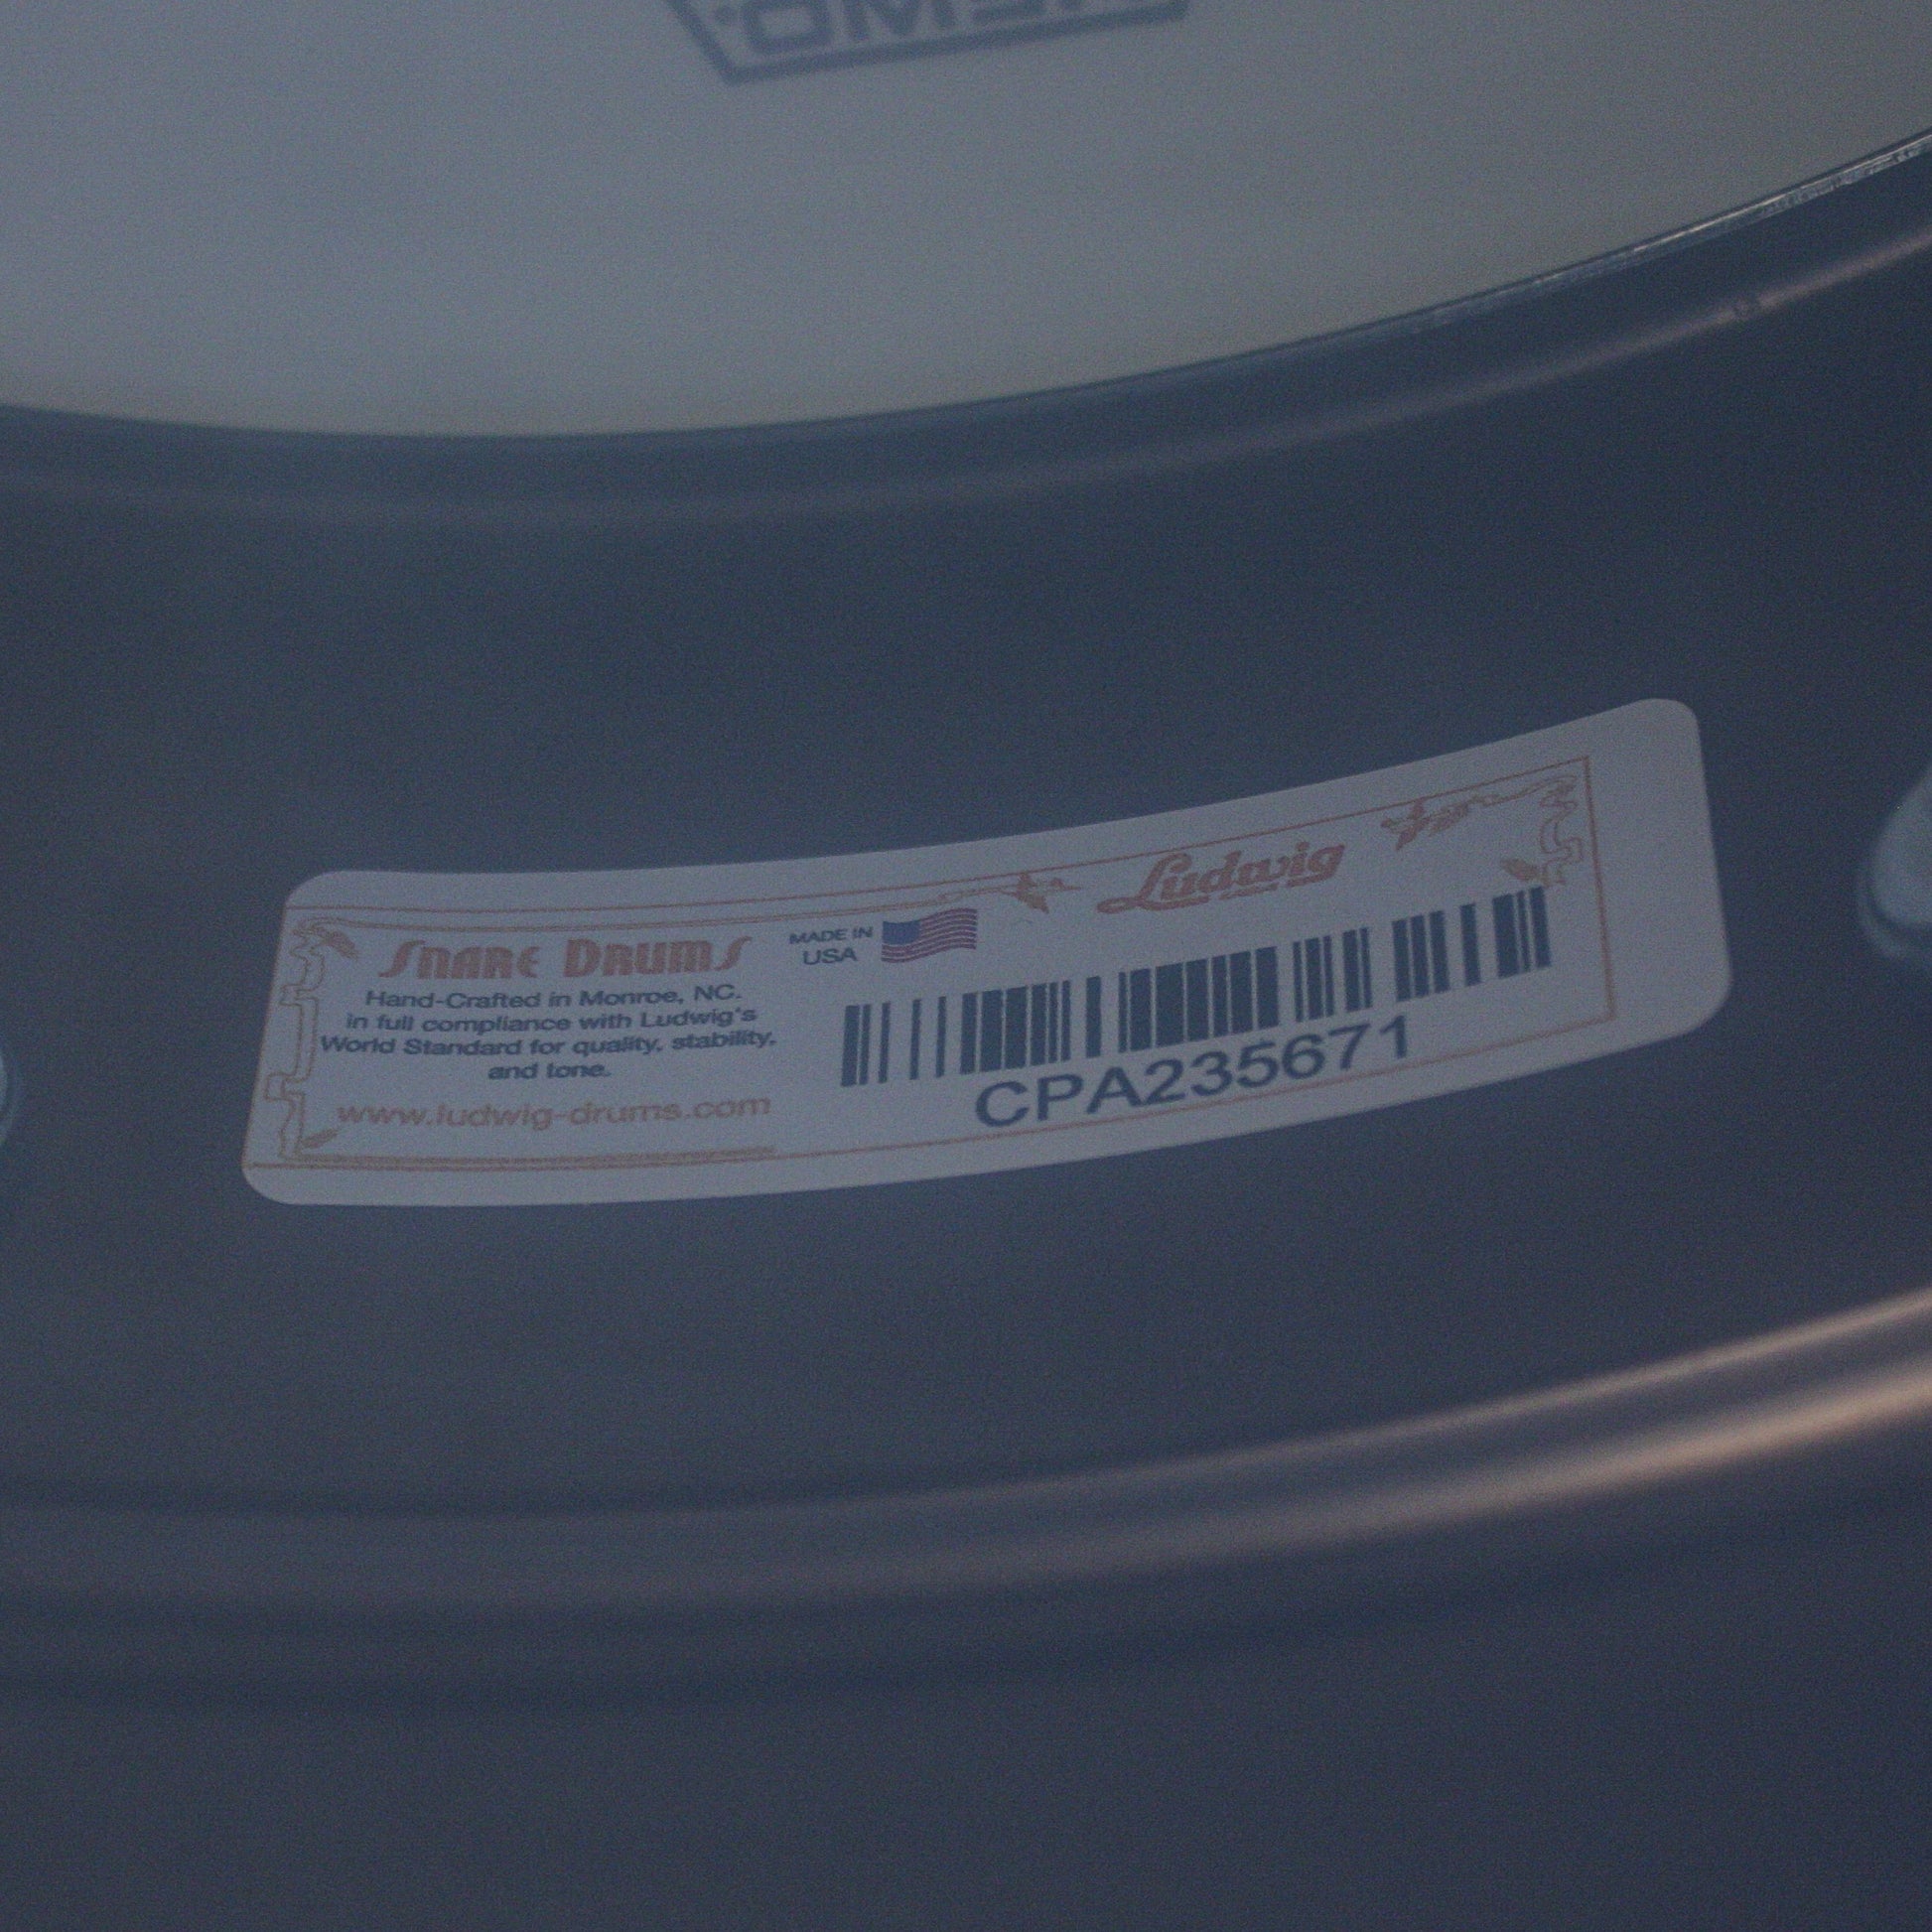 SNARE DRUMS
Hand-Crafted in Monroe, NC.
in full compliance with Ludwig's
World Standard for quality, stability,
and tone.
www.ludwig-drums.com
MADE IN
USA
Ludwig
CPA235671